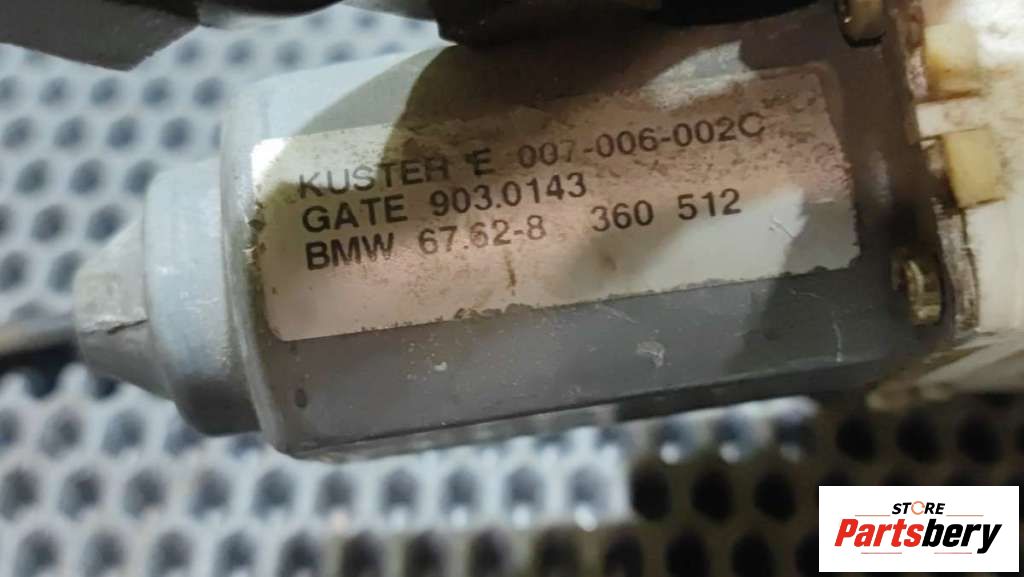 KUSTER E 007-006-002C
GATE 903.0143
BMW 67.62-8 360 512
STORE
Partsbery